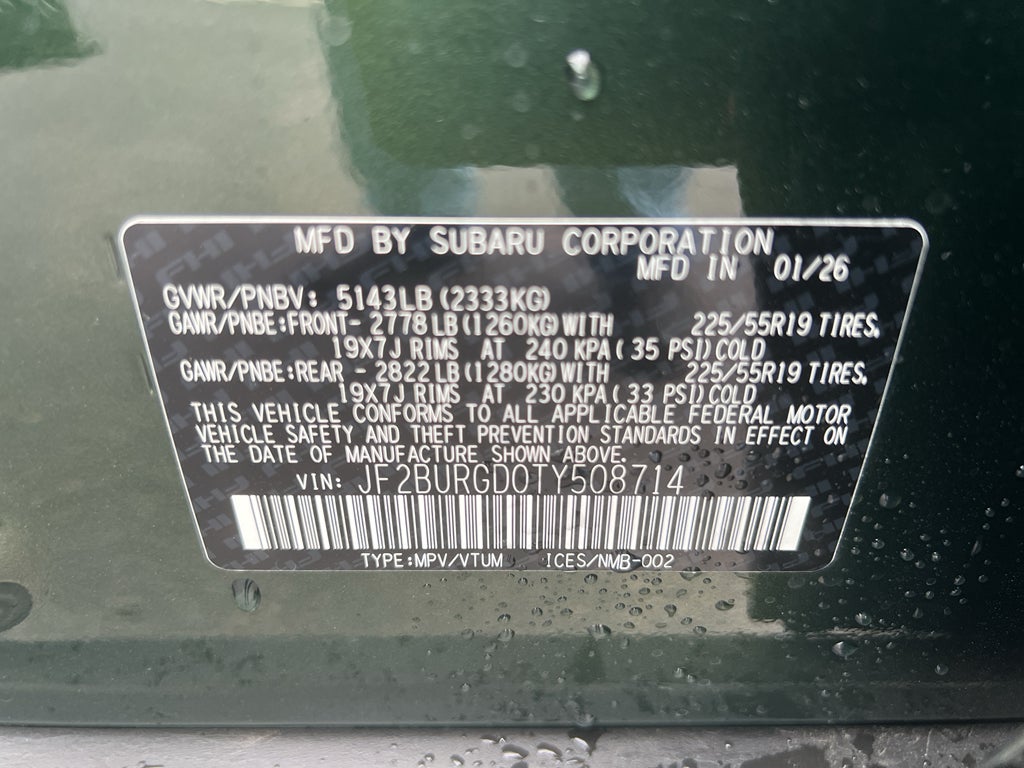 MFD BY SUBARU CORPORATION
MFD IN 01/26
GVWR/PNBV: 5143LB(2333KG)
GAWR/PNBE:FRONT- 2778LB(1260KG)WITH 225/55R19 TIRES,
19X7J RIMS AT 240 KPA(35 PSI)COLD
GAWR/PNBE:REAR - 2822LB(1280KG)WITH 225/55R19 TIRES,
19X7J RIMS AT 230 KPA(33 PSI)COLD
THIS VEHICLE CONFORMS TO ALL APPLICABLE FEDERAL MOTOR
VEHICLE SAFETY AND THEFT PREVENTION STANDARDS IN EFFECT ON
THE DATE OF MANUFACTURE SHOWN ABOVE.
VIN: JF2BURGD0TY508714
TYPE:MPV/VTUM ICES/NMB-002